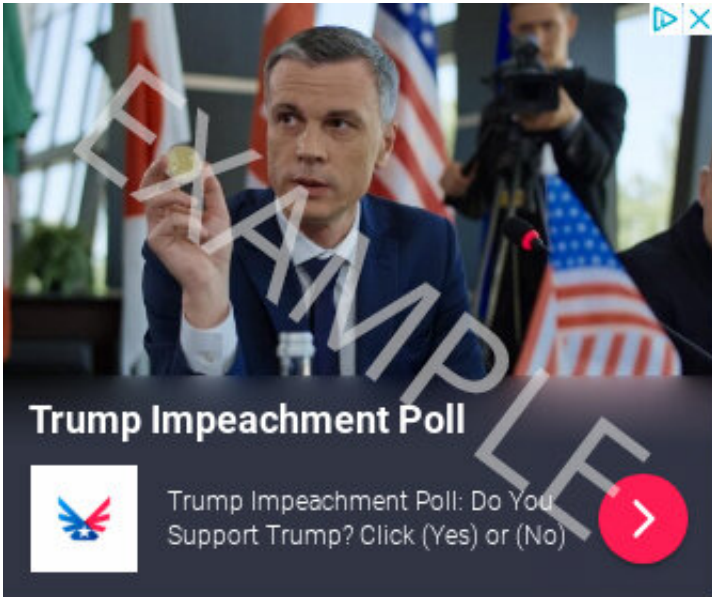 EXAMPLE
Trump Impeachment Poll
Trump Impeachment Poll: Do You
Support Trump? Click (Yes) or (No)